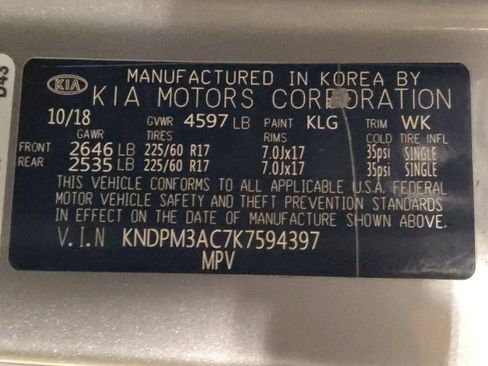 D43
KIA
MANUFACTURED IN KOREA BY
KIA MOTORS CORPORATION
10/18 GVWR 4597 LB PAINT KLG TRIM WK
GAWR TIRES RIMS COLD TIRE INFL
FRONT 2646 LB 225/60 R17 7.0Jx17 35psi SINGLE
REAR 2535 LB 225/60 R17 7.0Jx17 35psi SINGLE
THIS VEHICLE CONFORMS TO ALL APPLICABLE U.S.A. FEDERAL
MOTOR VEHICLE SAFETY AND THEFT PREVENTION STANDARDS
IN EFFECT ON THE DATE OF MANUFACTURE SHOWN ABOVE.
V.I.N KNDPM3AC7K7594397
MPV